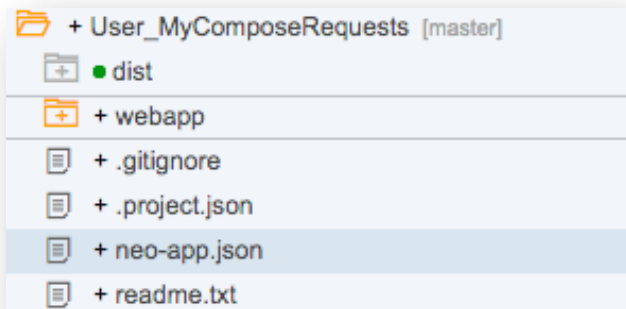 + User_MyComposeRequests [master]
dist
+ webapp
+ .gitignore
+ .project.json
+ neo-app.json
+ readme.txt